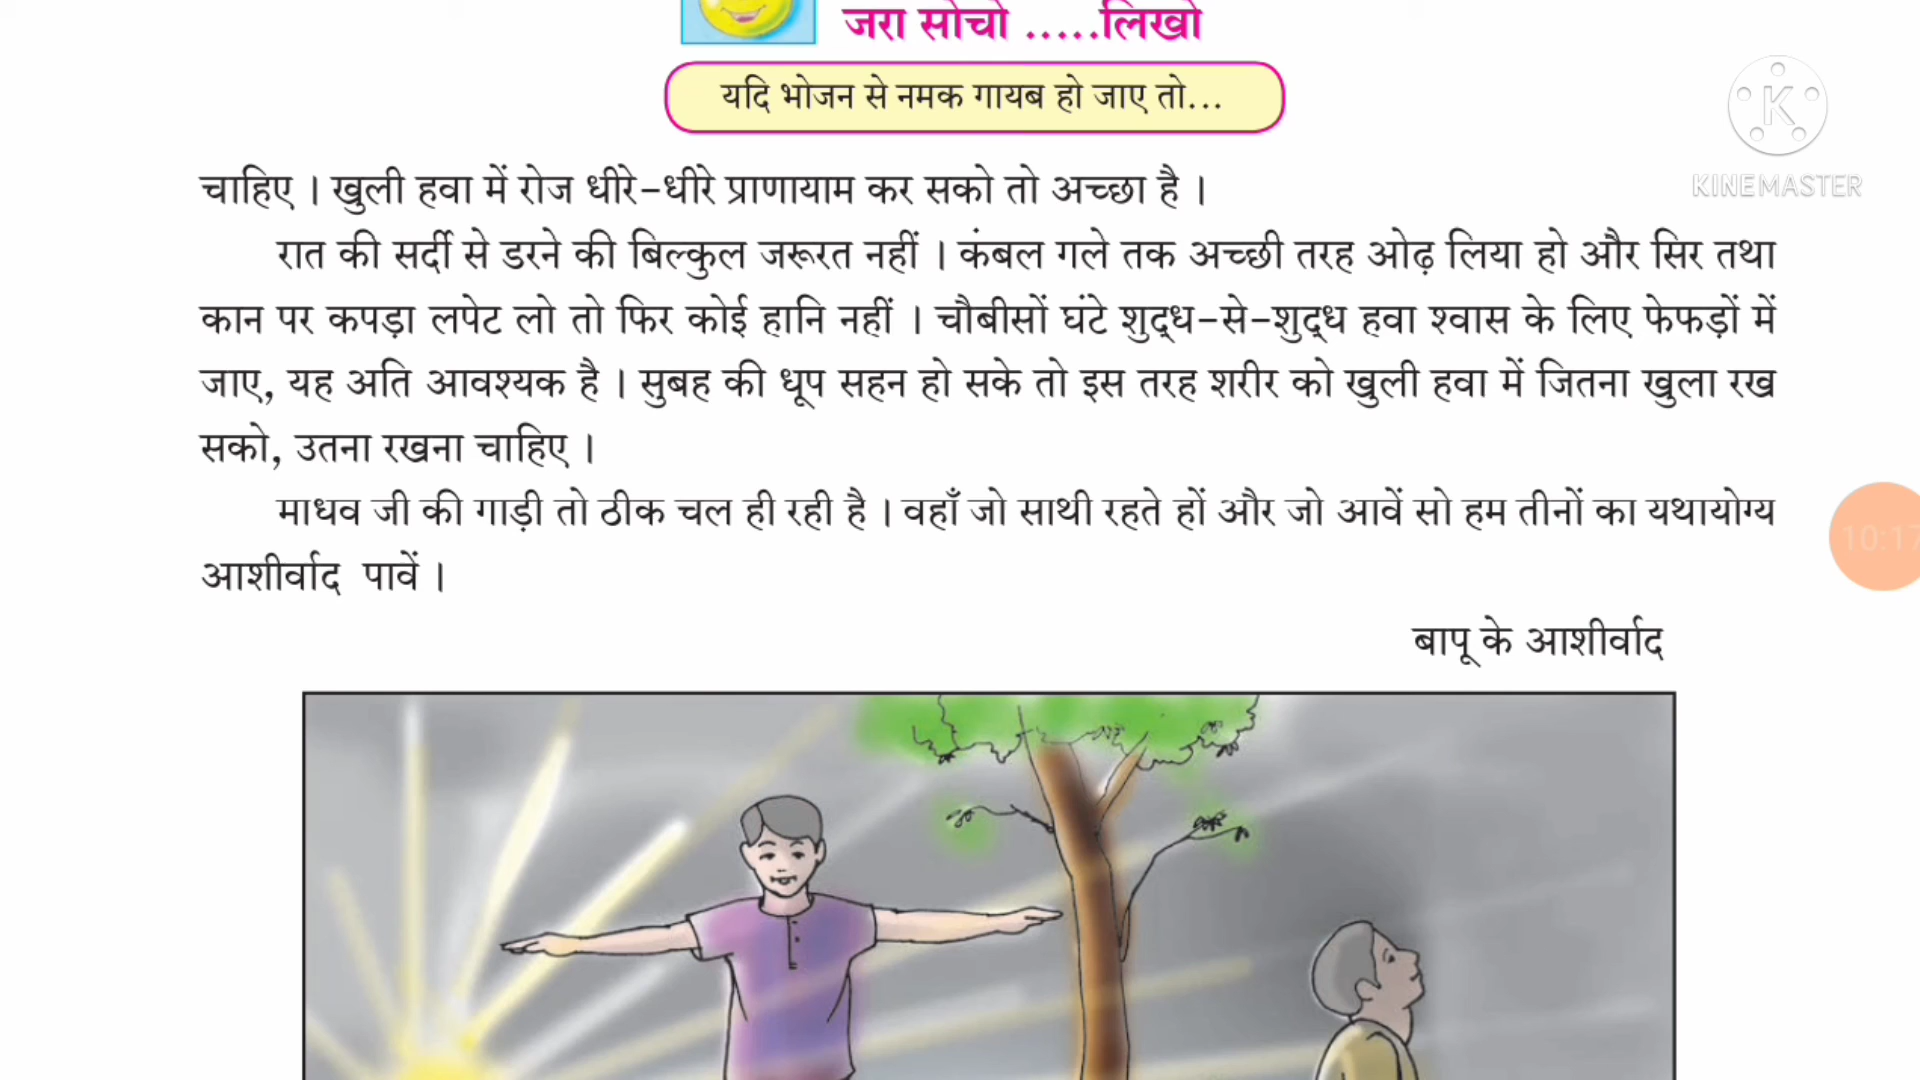 जरा सोचो .....लिखो
यदि भोजन से नमक गायब हो जाए तो...
KINEMASTER
चाहिए । खुली हवा में रोज धीरे-धीरे प्राणायाम कर सको तो अच्छा है ।
रात की सर्दी से डरने की बिल्कुल जरूरत नहीं । कंबल गले तक अच्छी तरह ओढ़ लिया हो और सिर तथा
कान पर कपड़ा लपेट लो तो फिर कोई हानि नहीं । चौबीसों घंटे शुद्ध-से-शुद्ध हवा श्वास के लिए फेफड़ों में
जाए, यह अति आवश्यक है । सुबह की धूप सहन हो सके तो इस तरह शरीर को खुली हवा में जितना खुला रख
सको, उतना रखना चाहिए ।
माधव जी की गाड़ी तो ठीक चल ही रही है । वहाँ जो साथी रहते हों और जो आवें सो हम तीनों का यथायोग्य
आशीर्वाद पावें ।
10:17
बापू के आशीर्वाद